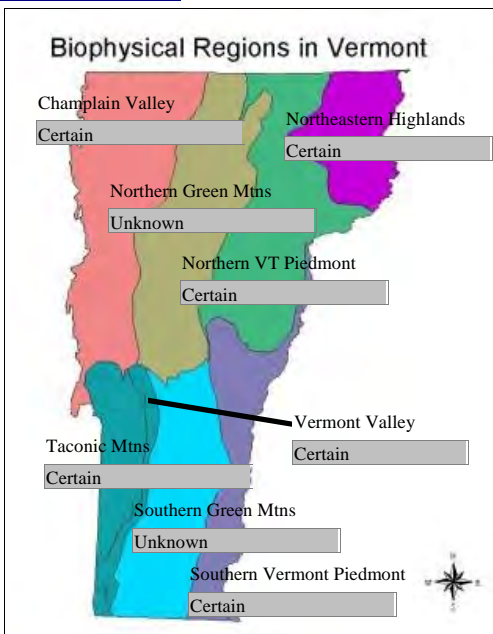 Biophysical Regions in Vermont
Champlain Valley
Certain
Northeastern Highlands
Certain
Northern Green Mtns
Unknown
Northern VT Piedmont
Certain
Vermont Valley
Certain
Taconic Mtns
Certain
Southern Green Mtns
Unknown
Southern Vermont Piedmont
Certain